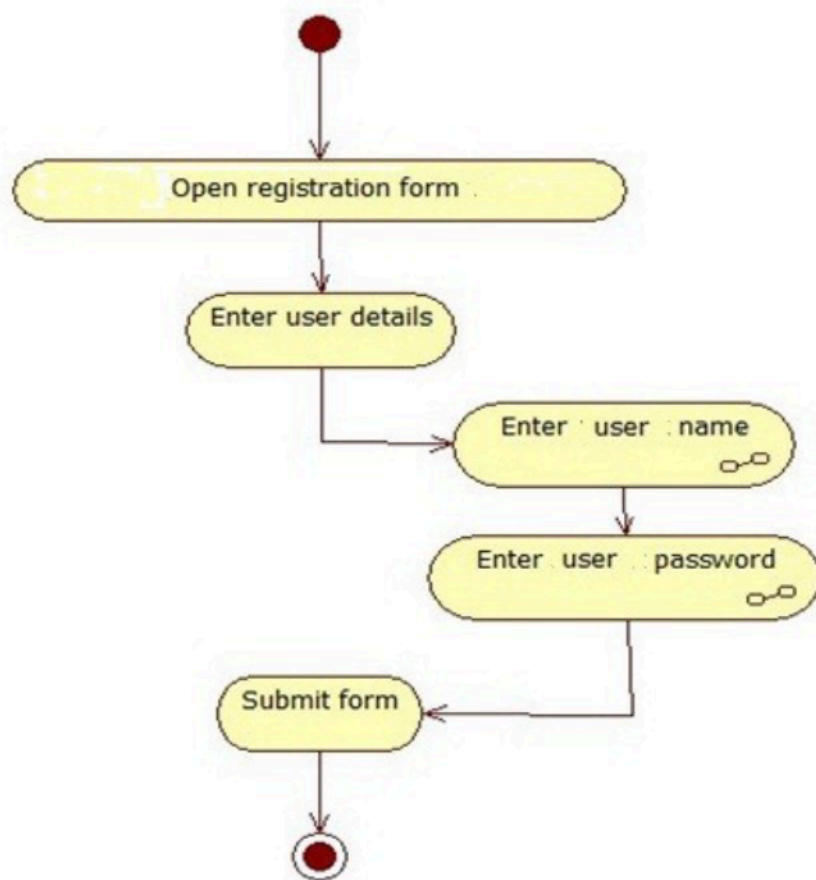 Open registration form
Enter user details
Enter user name
Enter user password
Submit form